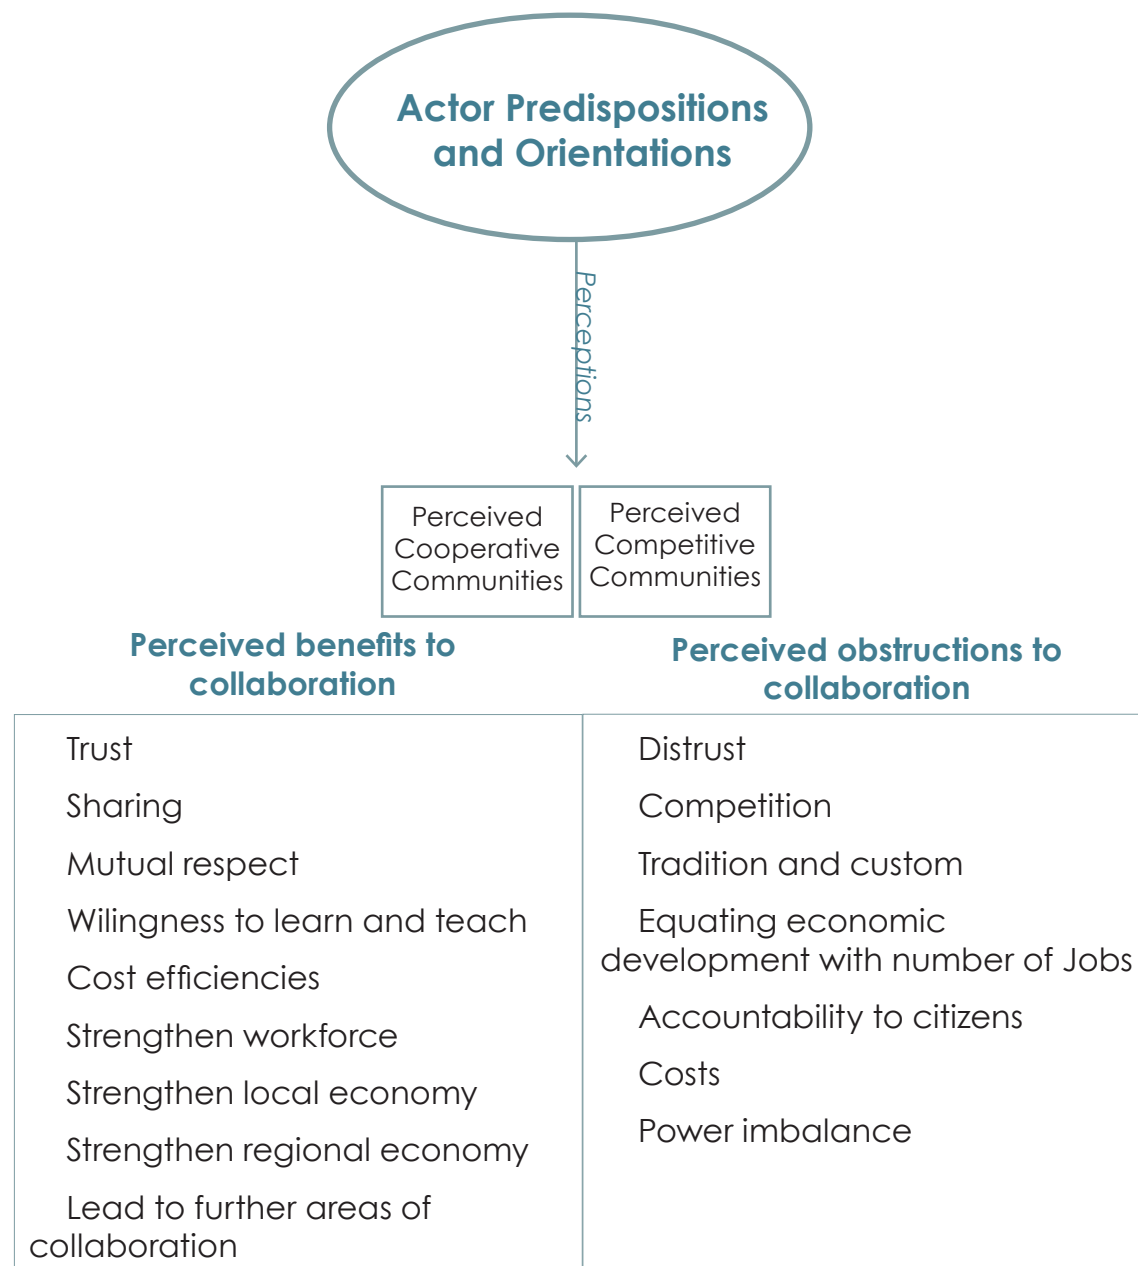 Actor Predispositions
and Orientations
Perceptions
Perceived
Cooperative
Communities
Perceived
Competitive
Communities
Perceived benefits to
collaboration
Trust
Sharing
Mutual respect
Wilingness to learn and teach
Cost efficiencies
Strengthen workforce
Strengthen local economy
Strengthen regional economy
Lead to further areas of
collaboration
Perceived obstructions to
collaboration
Distrust
Competition
Tradition and custom
Equating economic
development with number of Jobs
Accountability to citizens
Costs
Power imbalance